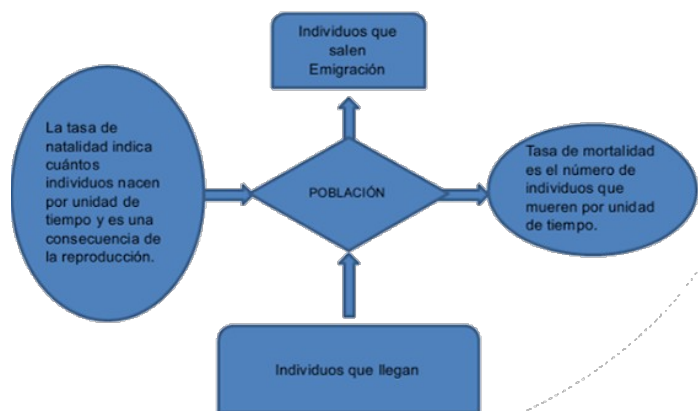 Individuos que
salen
Emigración
La tasa de
natalidad indica
cuántos
individuos nacen
por unidad de
tiempo y es una
consecuencia de
la reproducción.
POBLACIÓN
Tasa de mortalidad
es el número de
individuos que
mueren por unidad
de tiempo.
Individuos que llegan